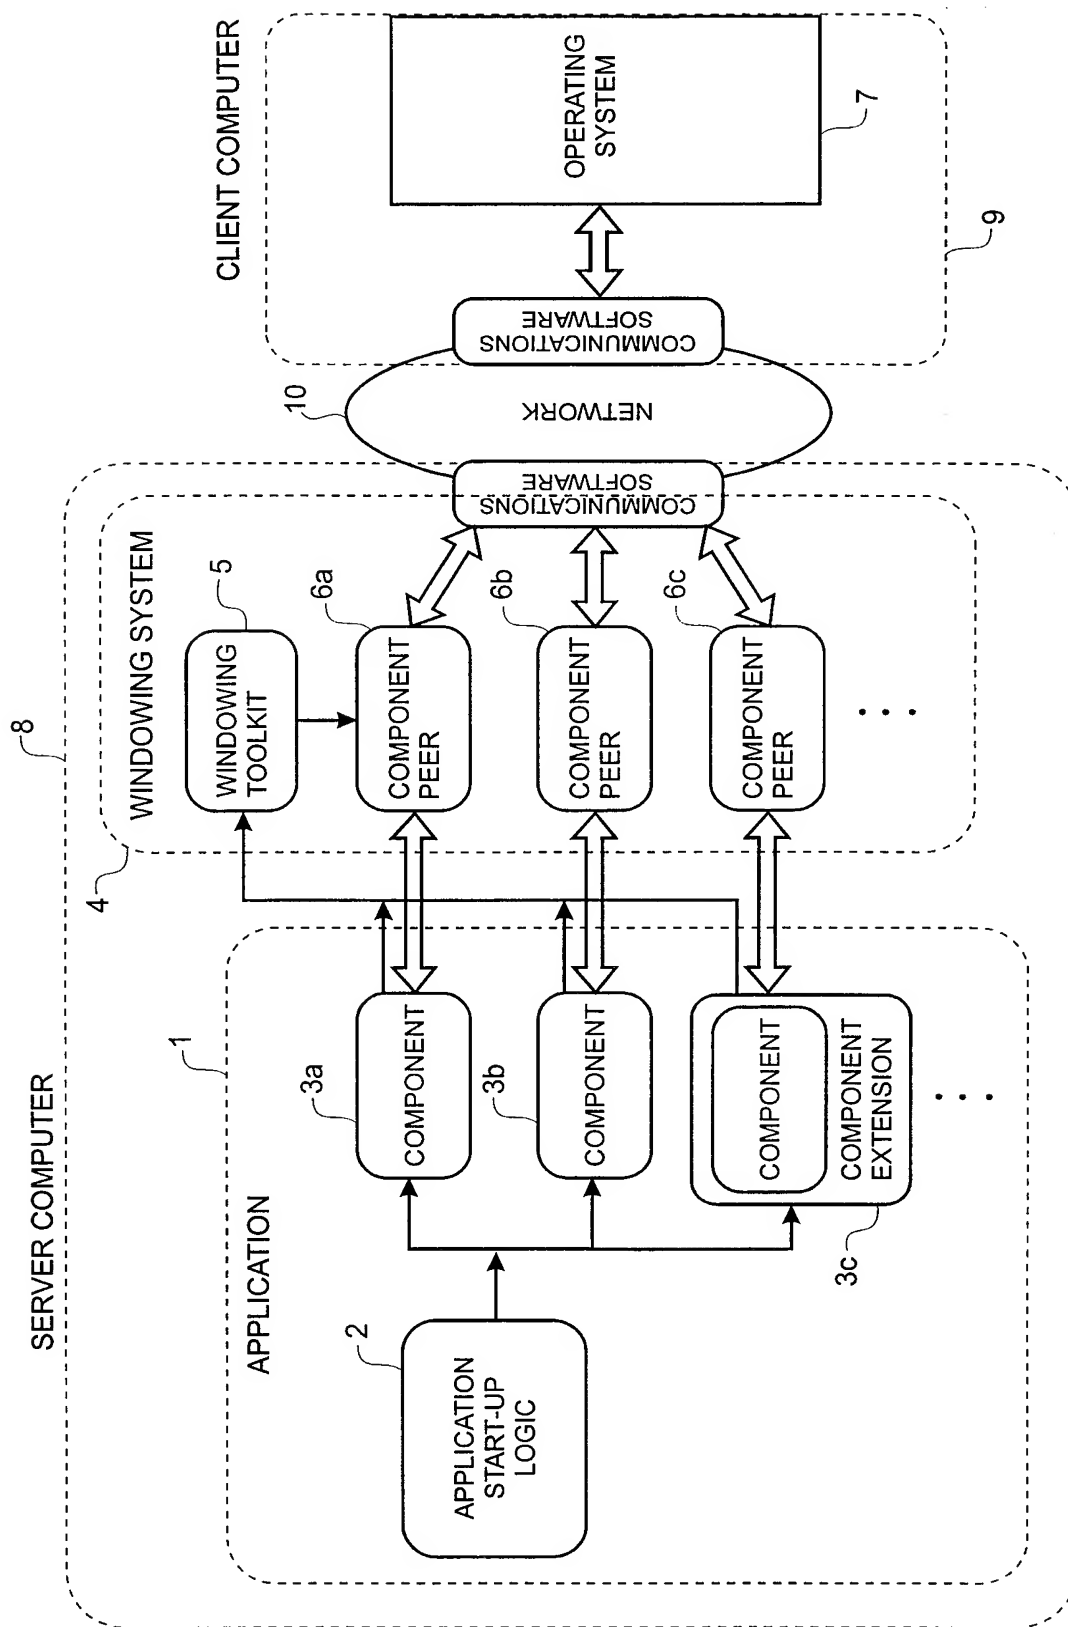 SERVER COMPUTER
8
APPLICATION
1
APPLICATION
START-UP
LOGIC
2
COMPONENT
3a
COMPONENT
3b
COMPONENT
COMPONENT
EXTENSION
3c
. . .
WINDOWING SYSTEM
4
WINDOWING
TOOLKIT
5
COMPONENT
PEER
6a
COMPONENT
PEER
6b
COMPONENT
PEER
6c
. . .
COMMUNICATIONS
SOFTWARE
NETWORK
10
CLIENT COMPUTER
COMMUNICATIONS
SOFTWARE
OPERATING
SYSTEM
7
9